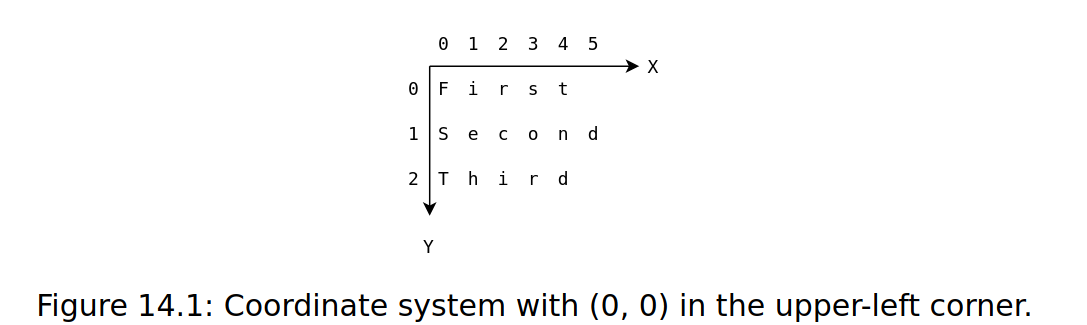 0 1 2 3 4 5
X
0 F i r s t
1 S e c o n d
2 T h i r d
Y
Figure 14.1: Coordinate system with (0, 0) in the upper-left corner.